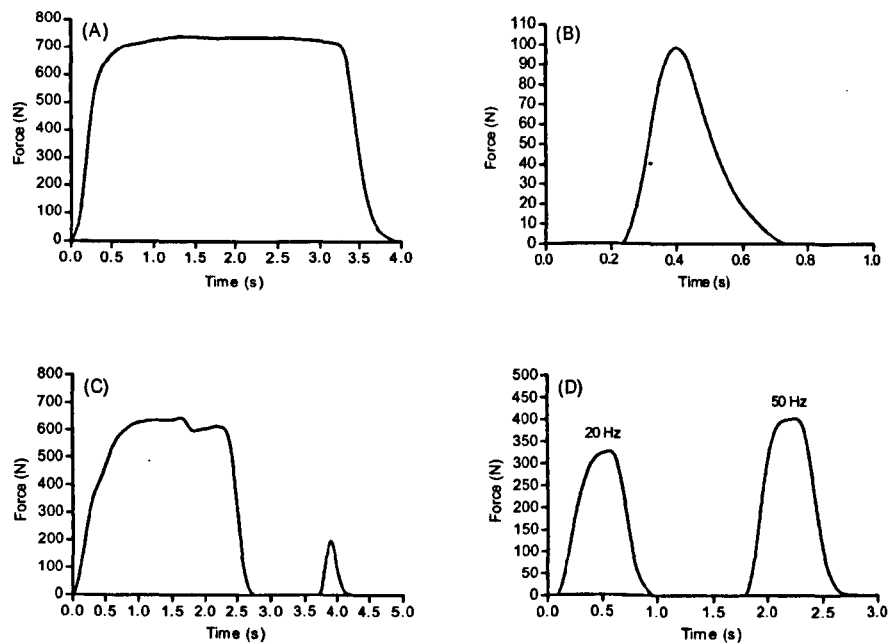 (A)
800
700
600
500
400
300
200
100
0
Force (N)
0.0 0.5 1.0 1.5 2.0 2.5 3.0 3.5 4.0
Time (s)
(B)
110
100
90
80
70
60
50
40
30
20
10
0
Force (N)
0.0 0.2 0.4 0.6 0.8 1.0
Time (s)
(C)
800
700
600
500
400
300
200
100
0
Force (N)
0.0 0.5 1.0 1.5 2.0 2.5 3.0 3.5 4.0 4.5 5.0
Time (s)
(D)
500
450
400
350
300
250
200
150
100
50
0
Force (N)
20 Hz
50 Hz
0.0 0.5 1.0 1.5 2.0 2.5 3.0
Time (s)